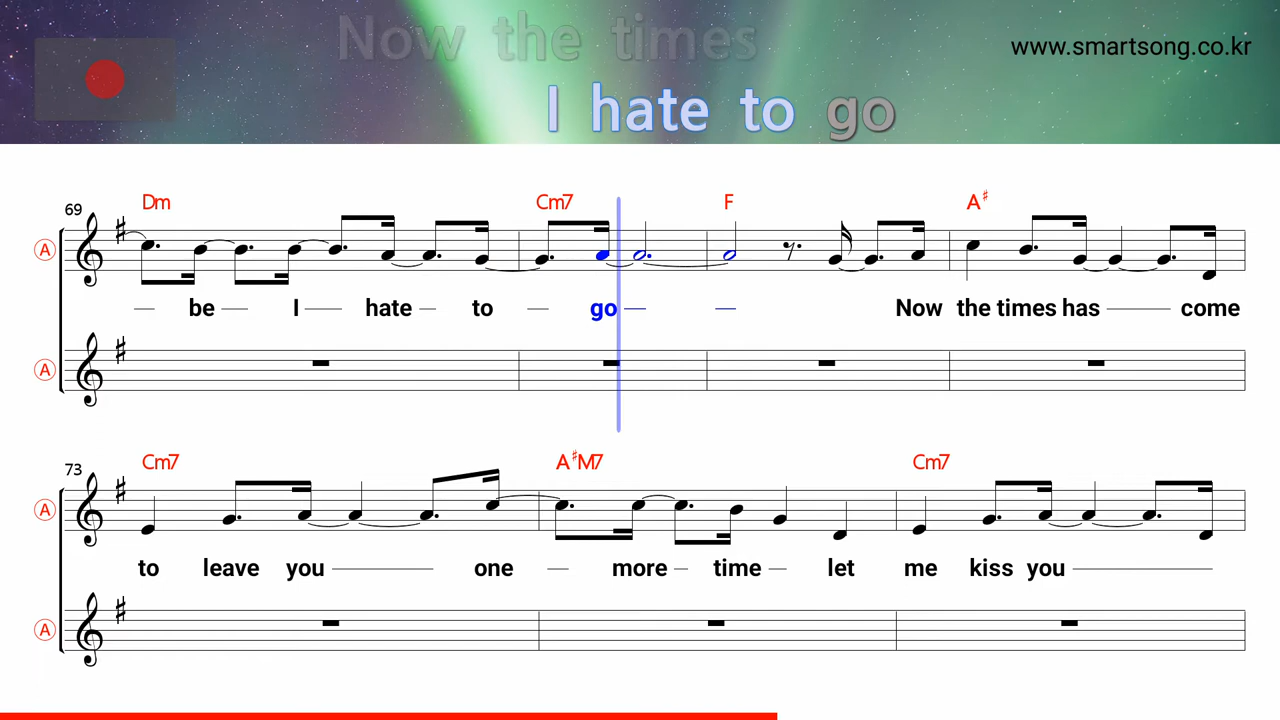 Now the times
www.smartsong.co.kr
I hate to go
69 Dm Cm7 F A♯
A
be I hate to go Now the times has come
A
73 Cm7 A♯M7 Cm7
A
to leave you one more time let me kiss you
A